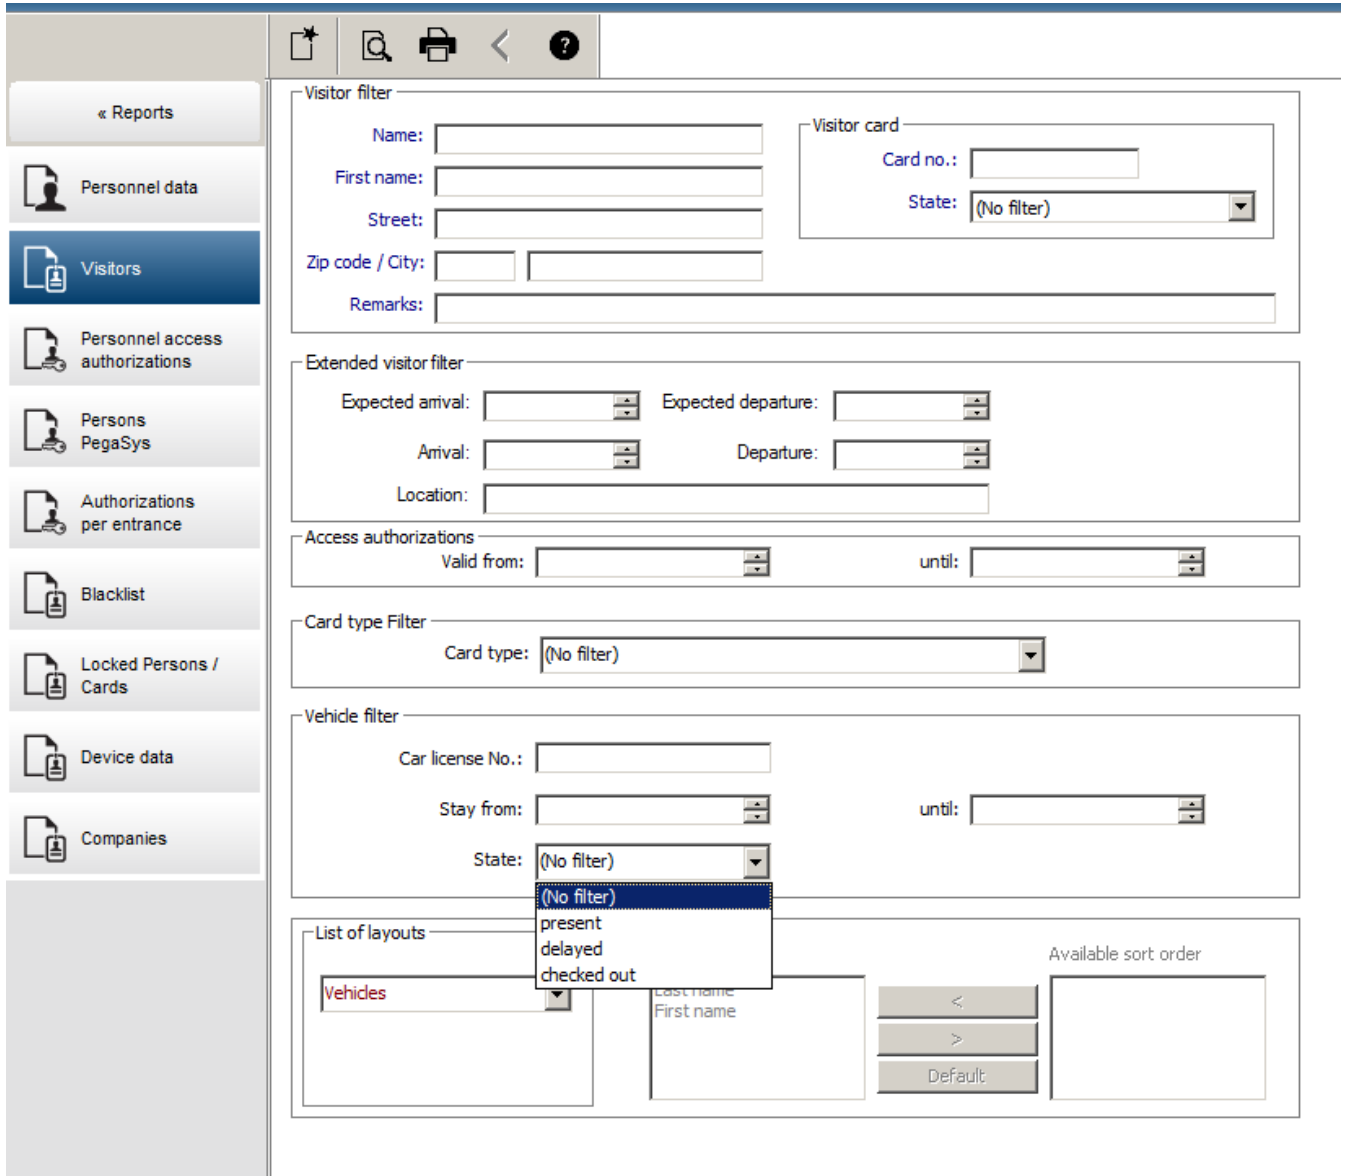 « Reports
Personnel data
Visitors
Personnel access
authorizations
Persons
PegaSys
Authorizations
per entrance
Blacklist
Locked Persons /
Cards
Device data
Companies
?
Visitor filter
Name:
First name:
Street:
Zip code / City:
Remarks:
Visitor card
Card no.:
State: (No filter)
Extended visitor filter
Expected arrival: Expected departure:
Arrival: Departure:
Location:
Access authorizations
Valid from: until:
Card type Filter
Card type: (No filter)
Vehicle filter
Car license No.:
Stay from: until:
State: (No filter)
(No filter)
present
delayed
checked out
List of layouts
Vehicles
Last name
First name
<
>
Default
Available sort order